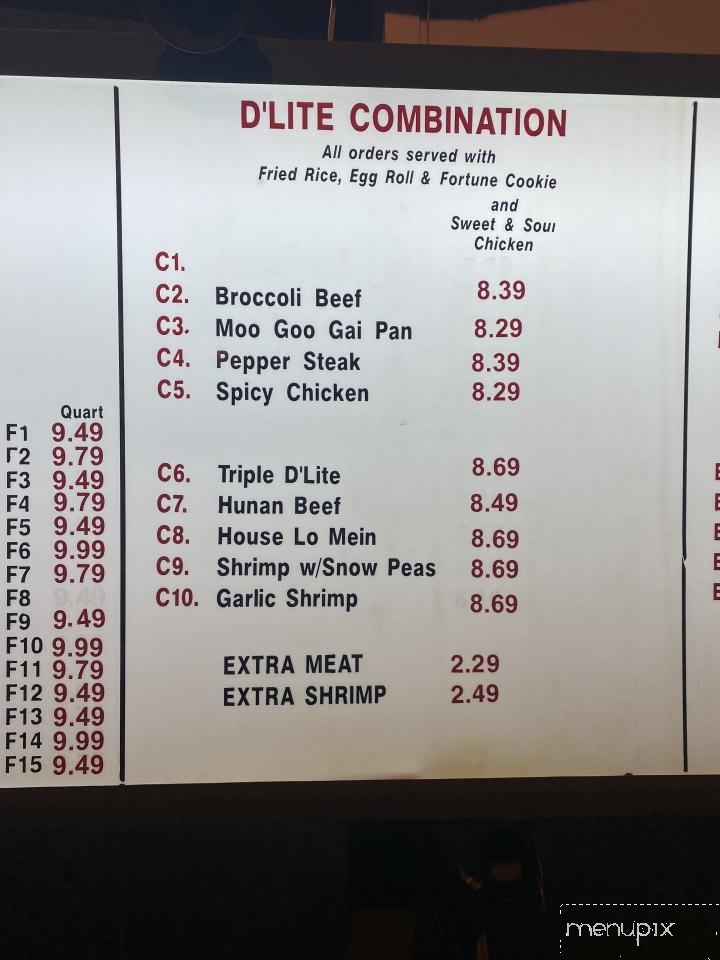 Quart
F1 9.49
F2 9.79
F3 9.49
F4 9.79
F5 9.49
F6 9.99
F7 9.79
F8 9.49
F9 9.49
F10 9.99
F11 9.79
F12 9.49
F13 9.49
F14 9.99
F15 9.49
D'LITE COMBINATION
All orders served with
Fried Rice, Egg Roll & Fortune Cookie
and
Sweet & Sour
Chicken
C1. 7.39
C2. Broccoli Beef 8.39
C3. Moo Goo Gai Pan 8.29
C4. Pepper Steak 8.39
C5. Spicy Chicken 8.29
C6. Triple D'Lite 8.69
C7. Hunan Beef 8.49
C8. House Lo Mein 8.69
C9. Shrimp w/Snow Peas 8.69
C10. Garlic Shrimp 8.69
EXTRA MEAT 2.29
EXTRA SHRIMP 2.49
menupix